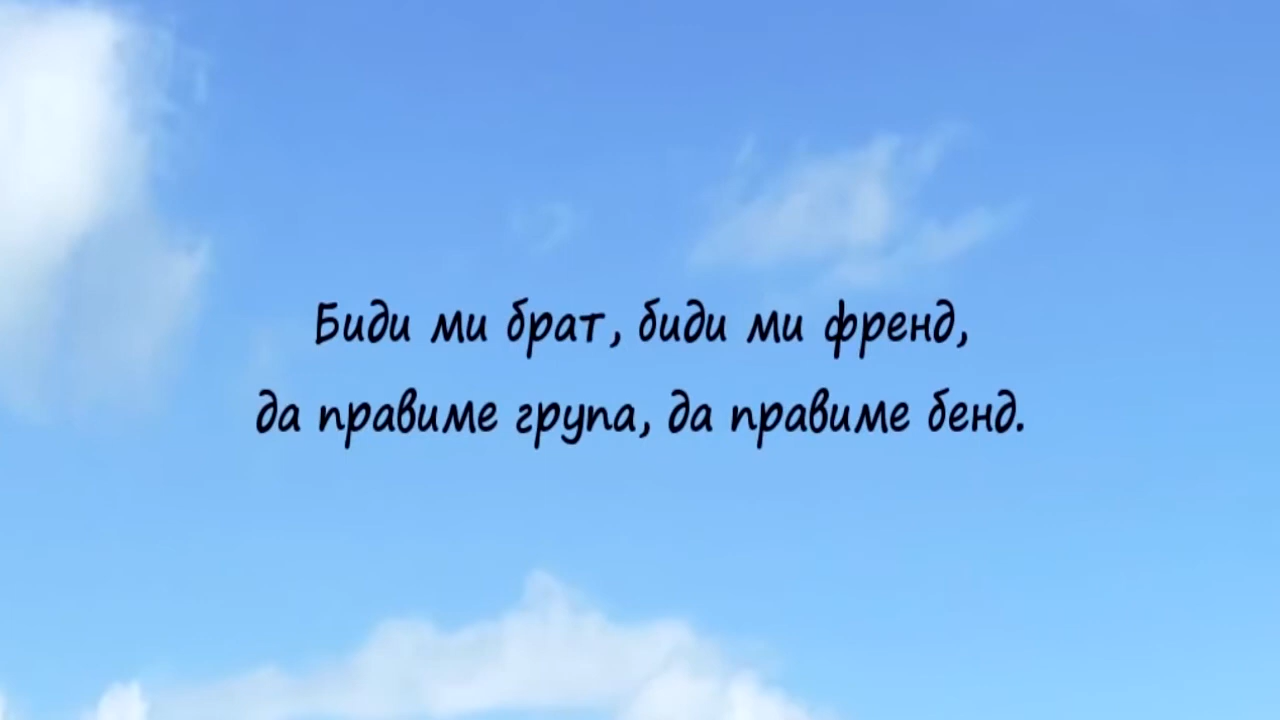 Биди ми брат, биди ми френд,
да правиме група, да правиме бенд.